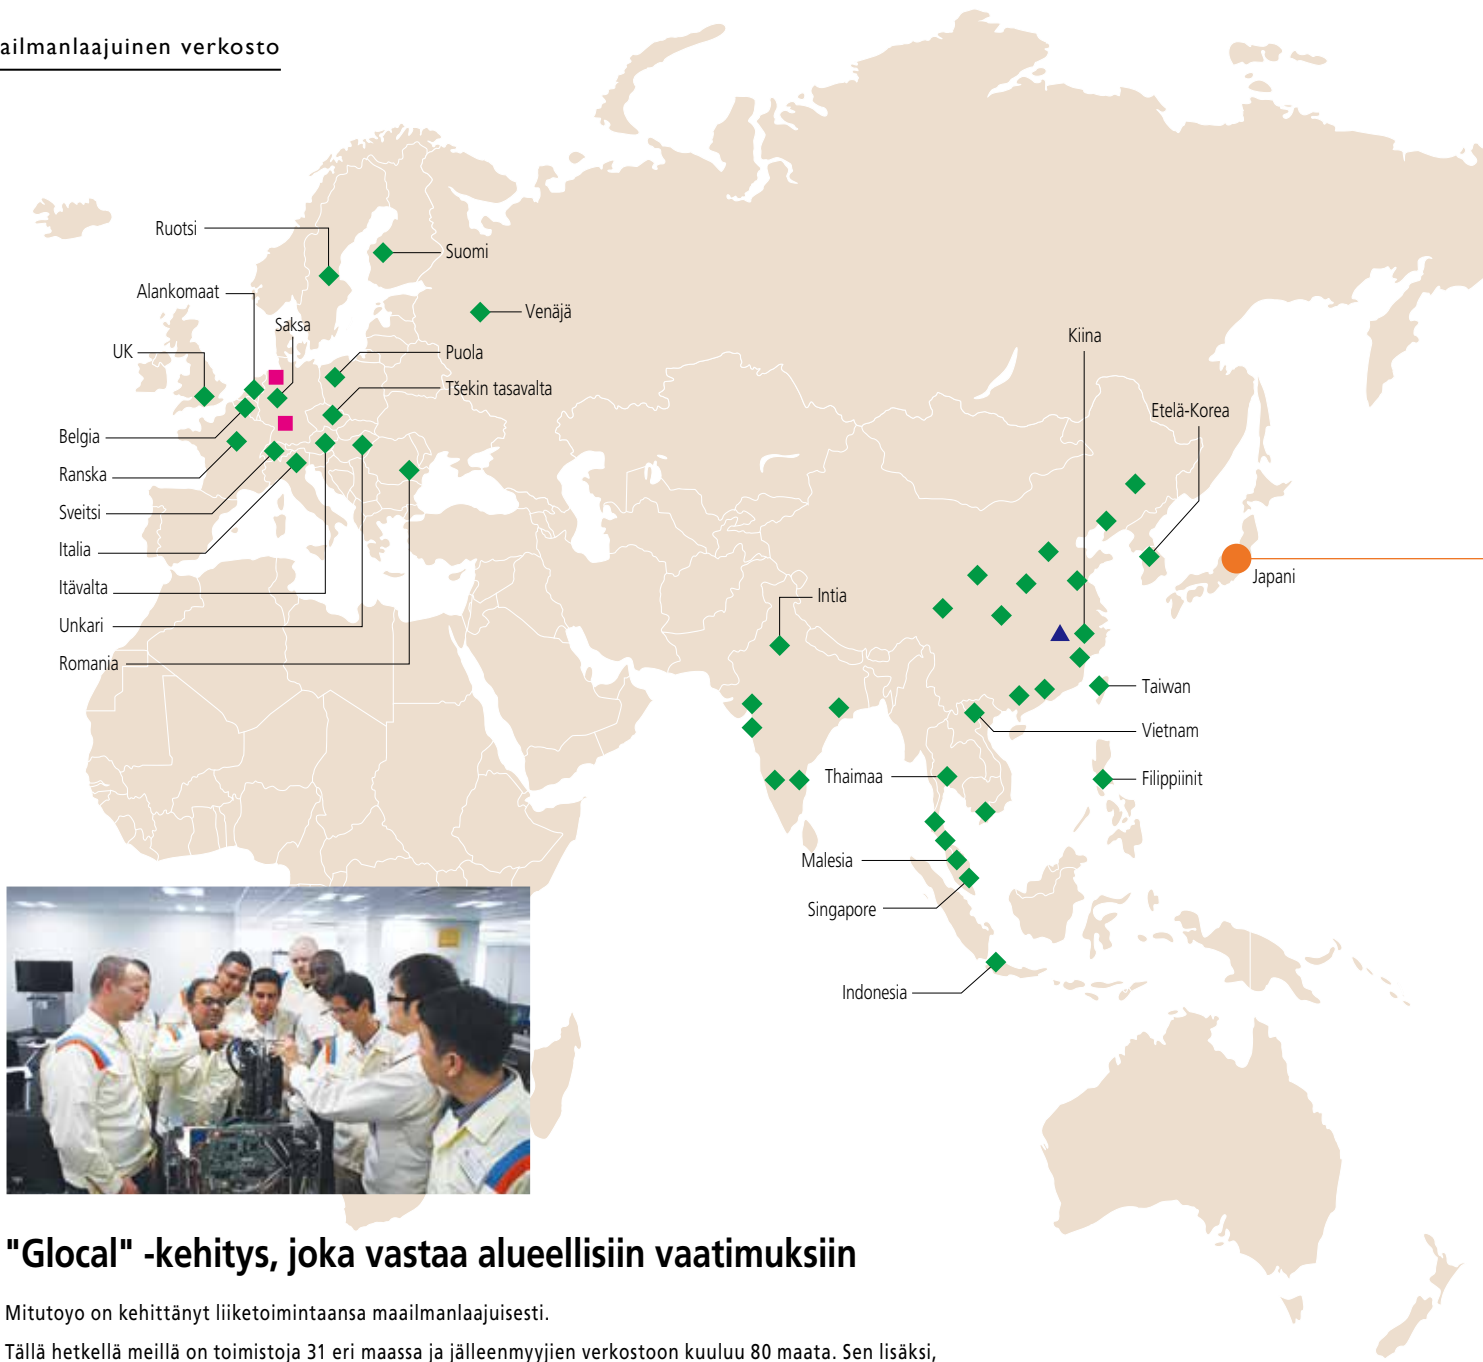 ailmanlaajuinen verkosto
Ruotsi
Suomi
Alankomaat
Venäjä
Saksa
UK
Puola
Tšekin tasavalta
Kiina
Etelä-Korea
Belgia
Ranska
Sveitsi
Italia
Itävalta
Unkari
Romania
Intia
Japani
Taiwan
Vietnam
Thaimaa
Filippiinit
Malesia
Singapore
Indonesia
"Glocal" -kehitys, joka vastaa alueellisiin vaatimuksiin
Mitutoyo on kehittänyt liiketoimintaansa maailmanlaajuisesti.
Tällä hetkellä meillä on toimistoja 31 eri maassa ja jälleenmyyjien verkostoon kuuluu 80 maata. Sen lisäksi,